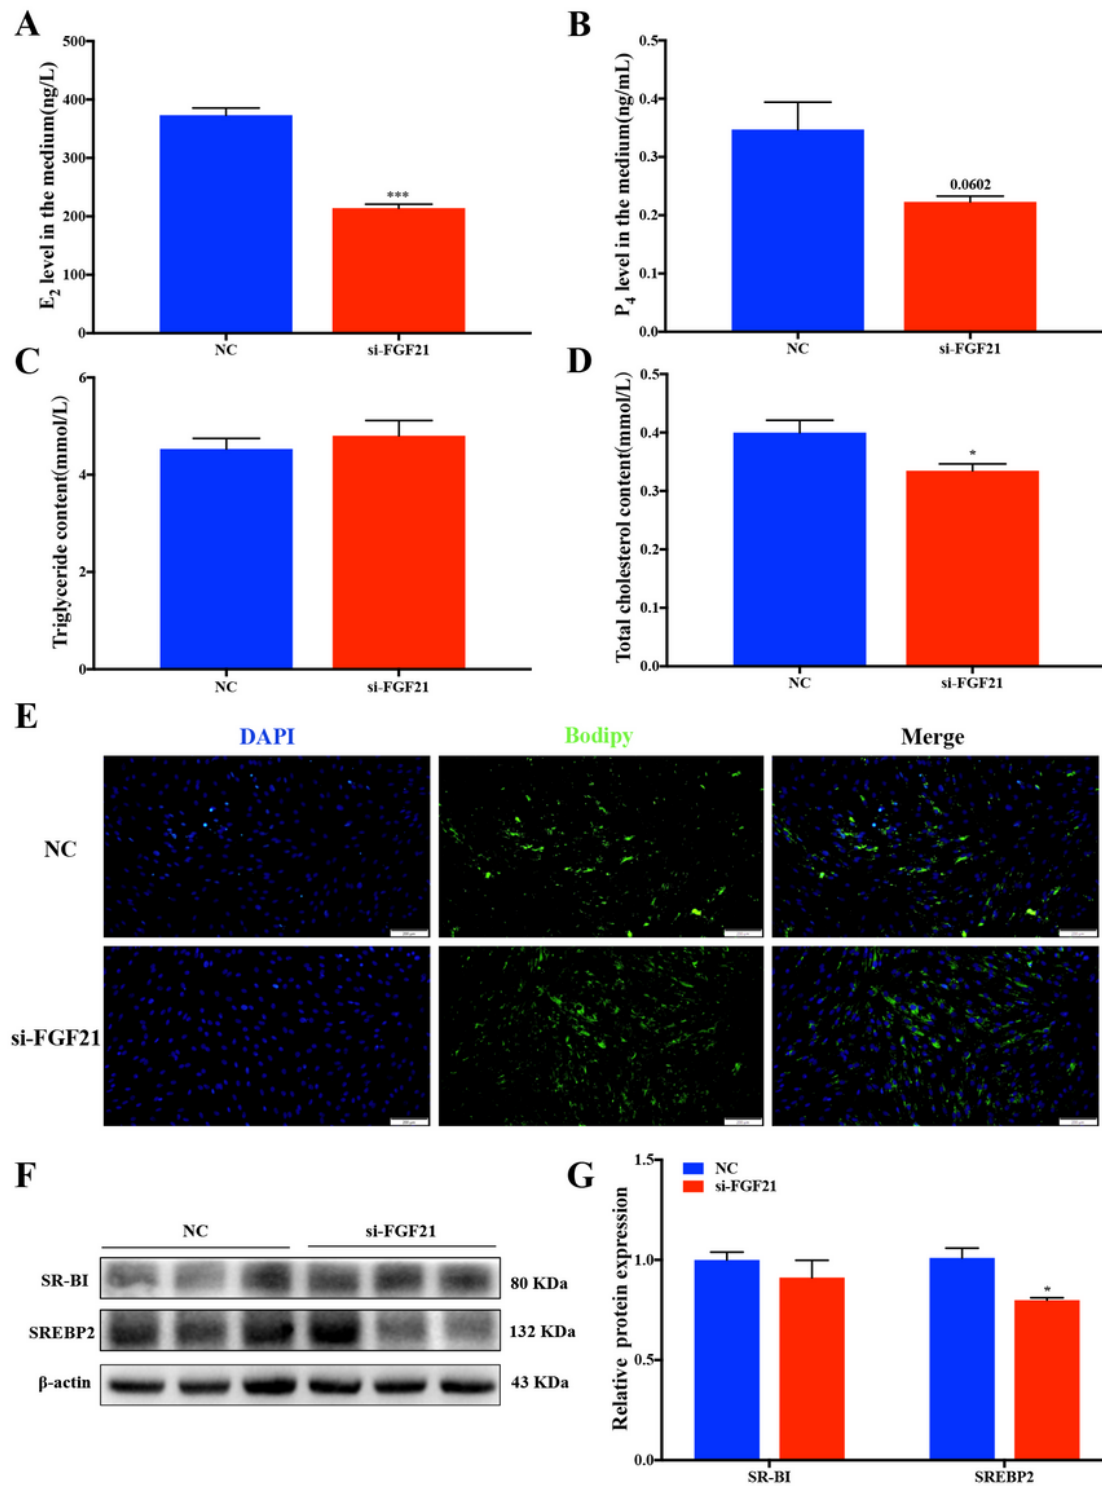 A
E2 level in the medium(ng/L)
500
400
300
200
100
0
***
NC
si-FGF21
B
P4 level in the medium(ng/mL)
0.5
0.4
0.3
0.2
0.1
0.0
0.0602
NC
si-FGF21
C
Triglyceride content(mmol/L)
6
4
2
0
NC
si-FGF21
D
Total cholesterol content(mmol/L)
0.5
0.4
0.3
0.2
0.1
0.0
*
NC
si-FGF21
E
DAPI
Bodipy
Merge
NC
si-FGF21
F
NC
si-FGF21
SR-BI
80 KDa
SREBP2
132 KDa
β-actin
43 KDa
G
Relative protein expression
1.5
1.0
0.5
0.0
NC
si-FGF21
*
SR-BI
SREBP2